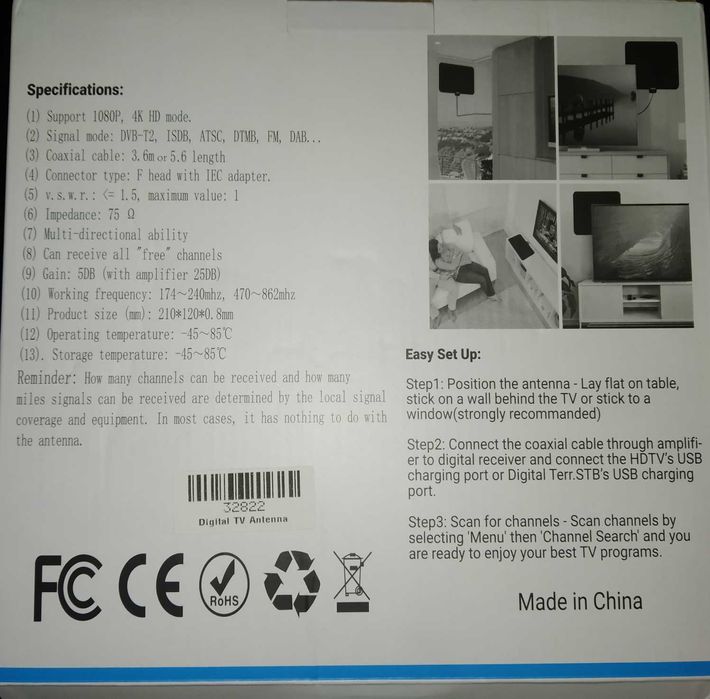 Specifications:
(1) Support 1080P, 4K HD mode.
(2) Signal mode: DVB-T2, ISDB, ATSC, DTMB, FM, DAB...
(3) Coaxial cable: 3.6m or 5.6 length
(4) Connector type: F head with IEC adapter.
(5) v.s.w.r.: <= 1.5, maximum value: 1
(6) Impedance: 75 Ω
(7) Multi-directional ability
(8) Can receive all "free" channels
(9) Gain: 5DB (with amplifier 25DB)
(10) Working frequency: 174~240mhz, 470~862mhz
(11) Product size (mm): 210*120*0.8mm
(12) Operating temperature: -45~85℃
(13). Storage temperature: -45~85℃
Reminder: How many channels can be received and how many
miles signals can be received are determined by the local signal
coverage and equipment. In most cases, it has nothing to do with
the antenna.
32822
Digital TV Antenna
FC CE RoHS
Easy Set Up:
Step1: Position the antenna - Lay flat on table,
stick on a wall behind the TV or stick to a
window(strongly recommanded)
Step2: Connect the coaxial cable through amplifi-
er to digital receiver and connect the HDTV's USB
charging port or Digital Terr.STB's USB charging
port.
Step3: Scan for channels - Scan channels by
selecting 'Menu' then 'Channel Search' and you
are ready to enjoy your best TV programs.
Made in China